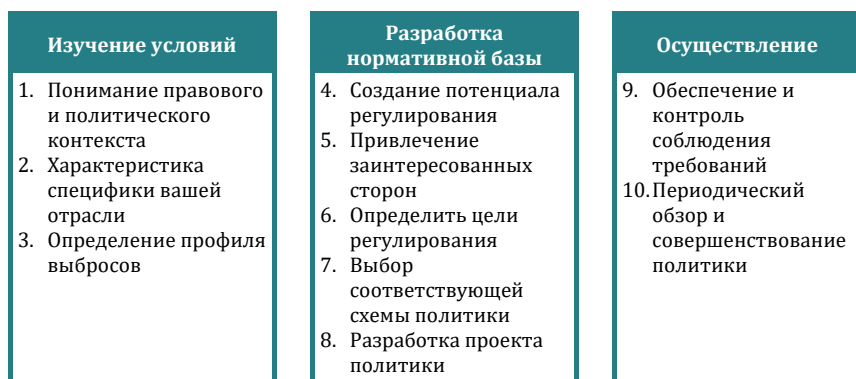 Изучение условий
1. Понимание правового
и политического
контекста
2. Характеристика
специфики вашей
отрасли
3. Определение профиля
выбросов
Разработка
нормативной базы
4. Создание потенциала
регулирования
5. Привлечение
заинтересованных
сторон
6. Определить цели
регулирования
7. Выбор
соответствующей
схемы политики
8. Разработка проекта
политики
Осуществление
9. Обеспечение и
контроль
соблюдения
требований
10. Периодический
обзор и
совершенствование
политики